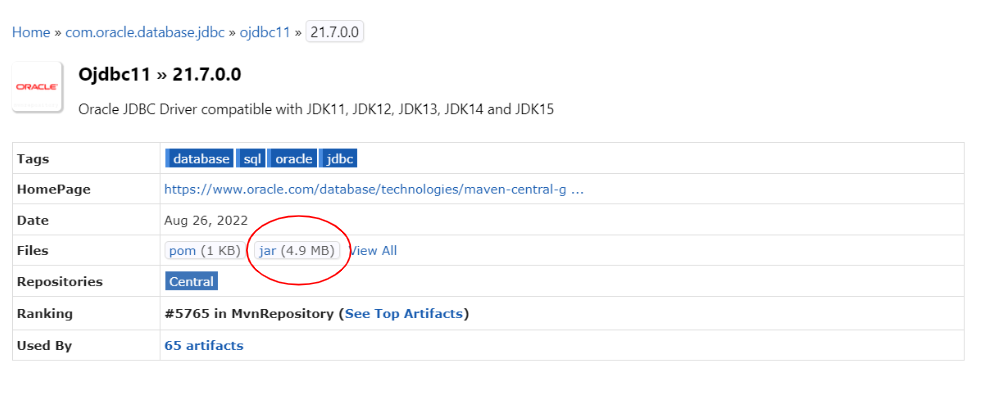 Home » com.oracle.database.jdbc » ojdbc11 » 21.7.0.0
ORACLE
Ojdbc11 » 21.7.0.0
Oracle JDBC Driver compatible with JDK11, JDK12, JDK13, JDK14 and JDK15
Tags database sql oracle jdbc
HomePage https://www.oracle.com/database/technologies/maven-central-g ...
Date Aug 26, 2022
Files pom (1 KB) jar (4.9 MB) View All
Repositories Central
Ranking #5765 in MvnRepository (See Top Artifacts)
Used By 65 artifacts